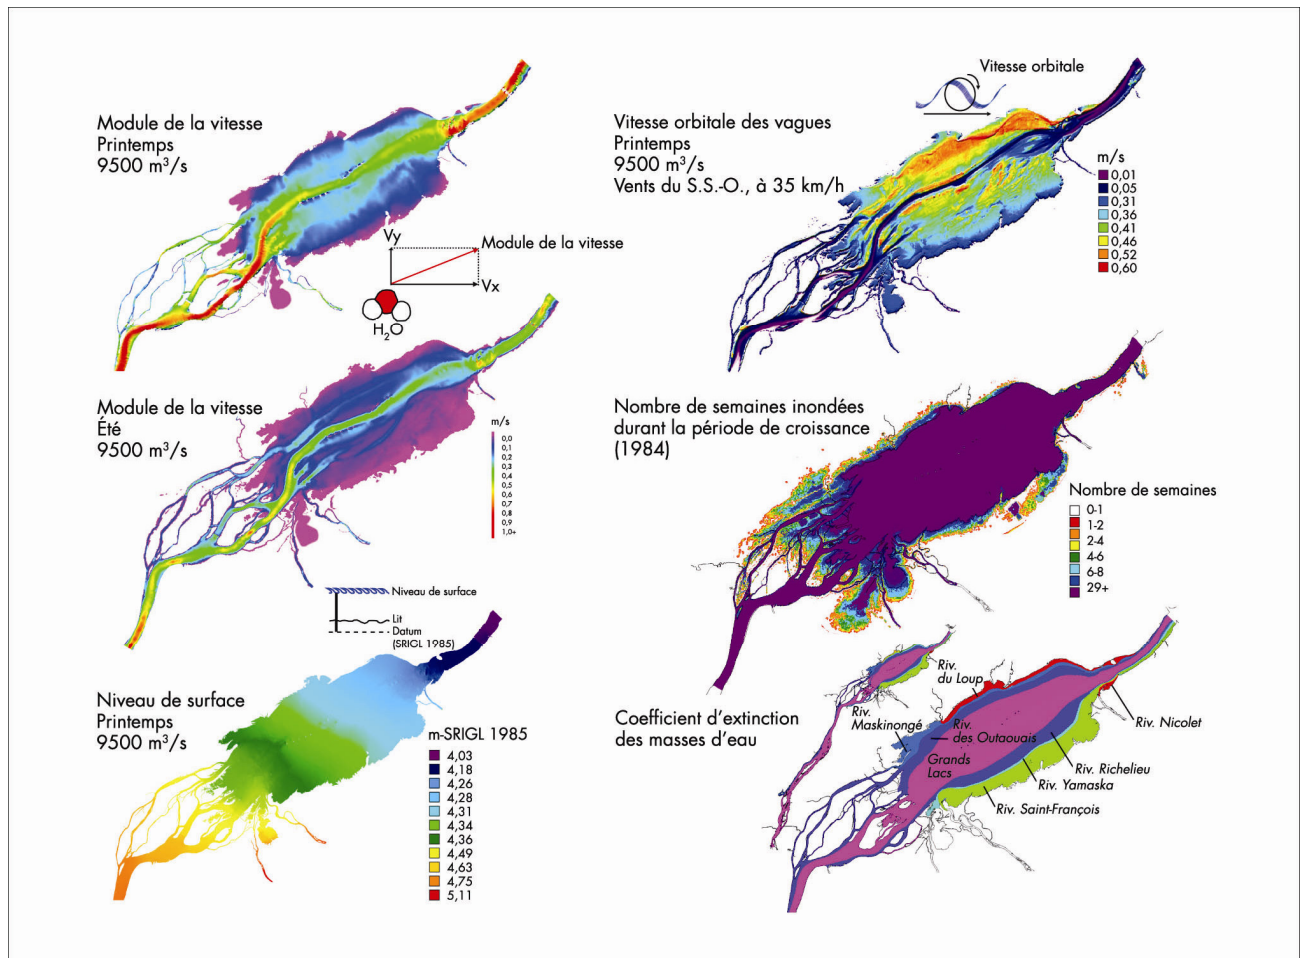 Module de la vitesse
Printemps
9500 m³/s
Vy
Module de la vitesse
Vx
H₂O
Vitesse orbitale
Vitesse orbitale des vagues
Printemps
9500 m³/s
Vents du S.S.-O., à 35 km/h
m/s
0,01
0,05
0,31
0,36
0,41
0,46
0,52
0,60
Module de la vitesse
Été
9500 m³/s
m/s
0,0
0,1
0,2
0,3
0,4
0,5
0,6
0,7
0,8
0,9
1,0+
Nombre de semaines inondées
durant la période de croissance
(1984)
Nombre de semaines
0-1
1-2
2-4
4-6
6-8
29+
Niveau de surface
Lit
Datum
(SRIGL 1985)
Niveau de surface
Printemps
9500 m³/s
m-SRIGL 1985
4,03
4,18
4,26
4,28
4,31
4,34
4,36
4,49
4,63
4,75
5,11
Coefficient d'extinction
des masses d'eau
Riv.
du Loup
Riv.
Maskinongé
Riv.
des Outaouais
Grands
Lacs
Riv. Nicolet
Riv. Richelieu
Riv. Yamaska
Riv. Saint-François